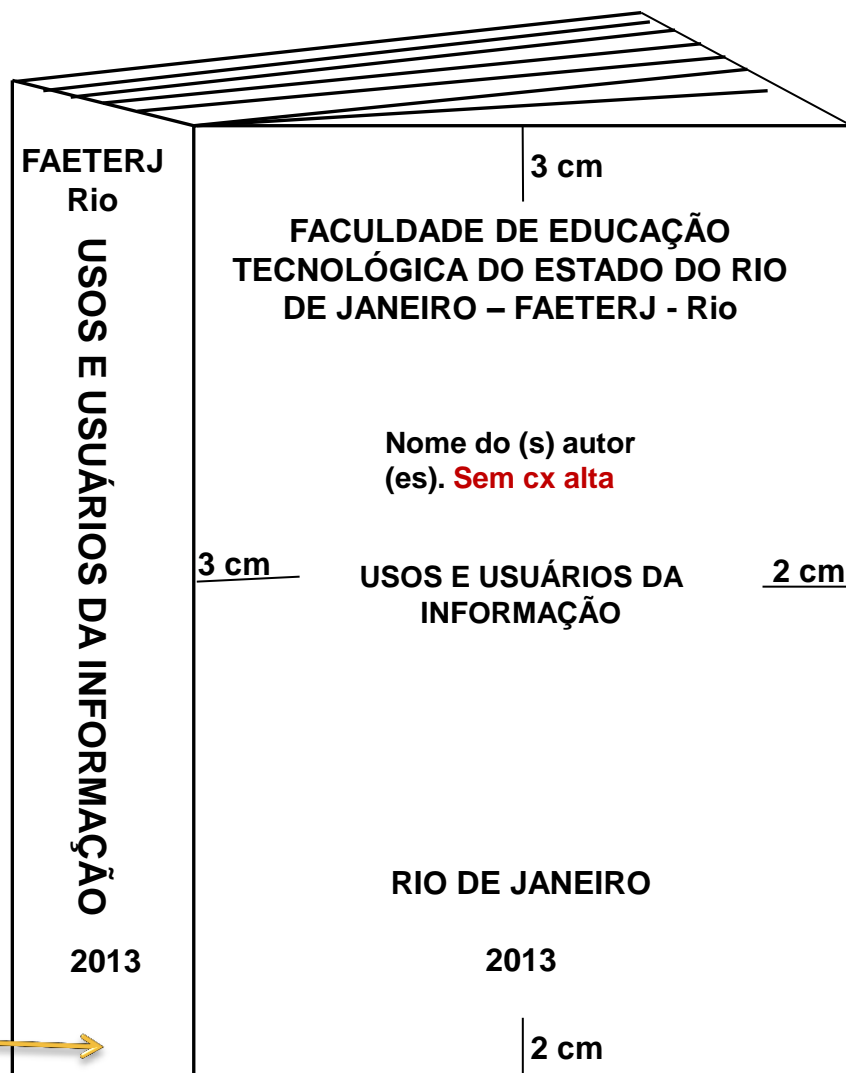 FAETERJ
Rio
USOS E USUÁRIOS DA INFORMAÇÃO
2013
3 cm
FACULDADE DE EDUCAÇÃO
TECNOLÓGICA DO ESTADO DO RIO
DE JANEIRO – FAETERJ - Rio
Nome do (s) autor
(es). Sem cx alta
3 cm
USOS E USUÁRIOS DA
INFORMAÇÃO
2 cm
RIO DE JANEIRO
2013
2 cm